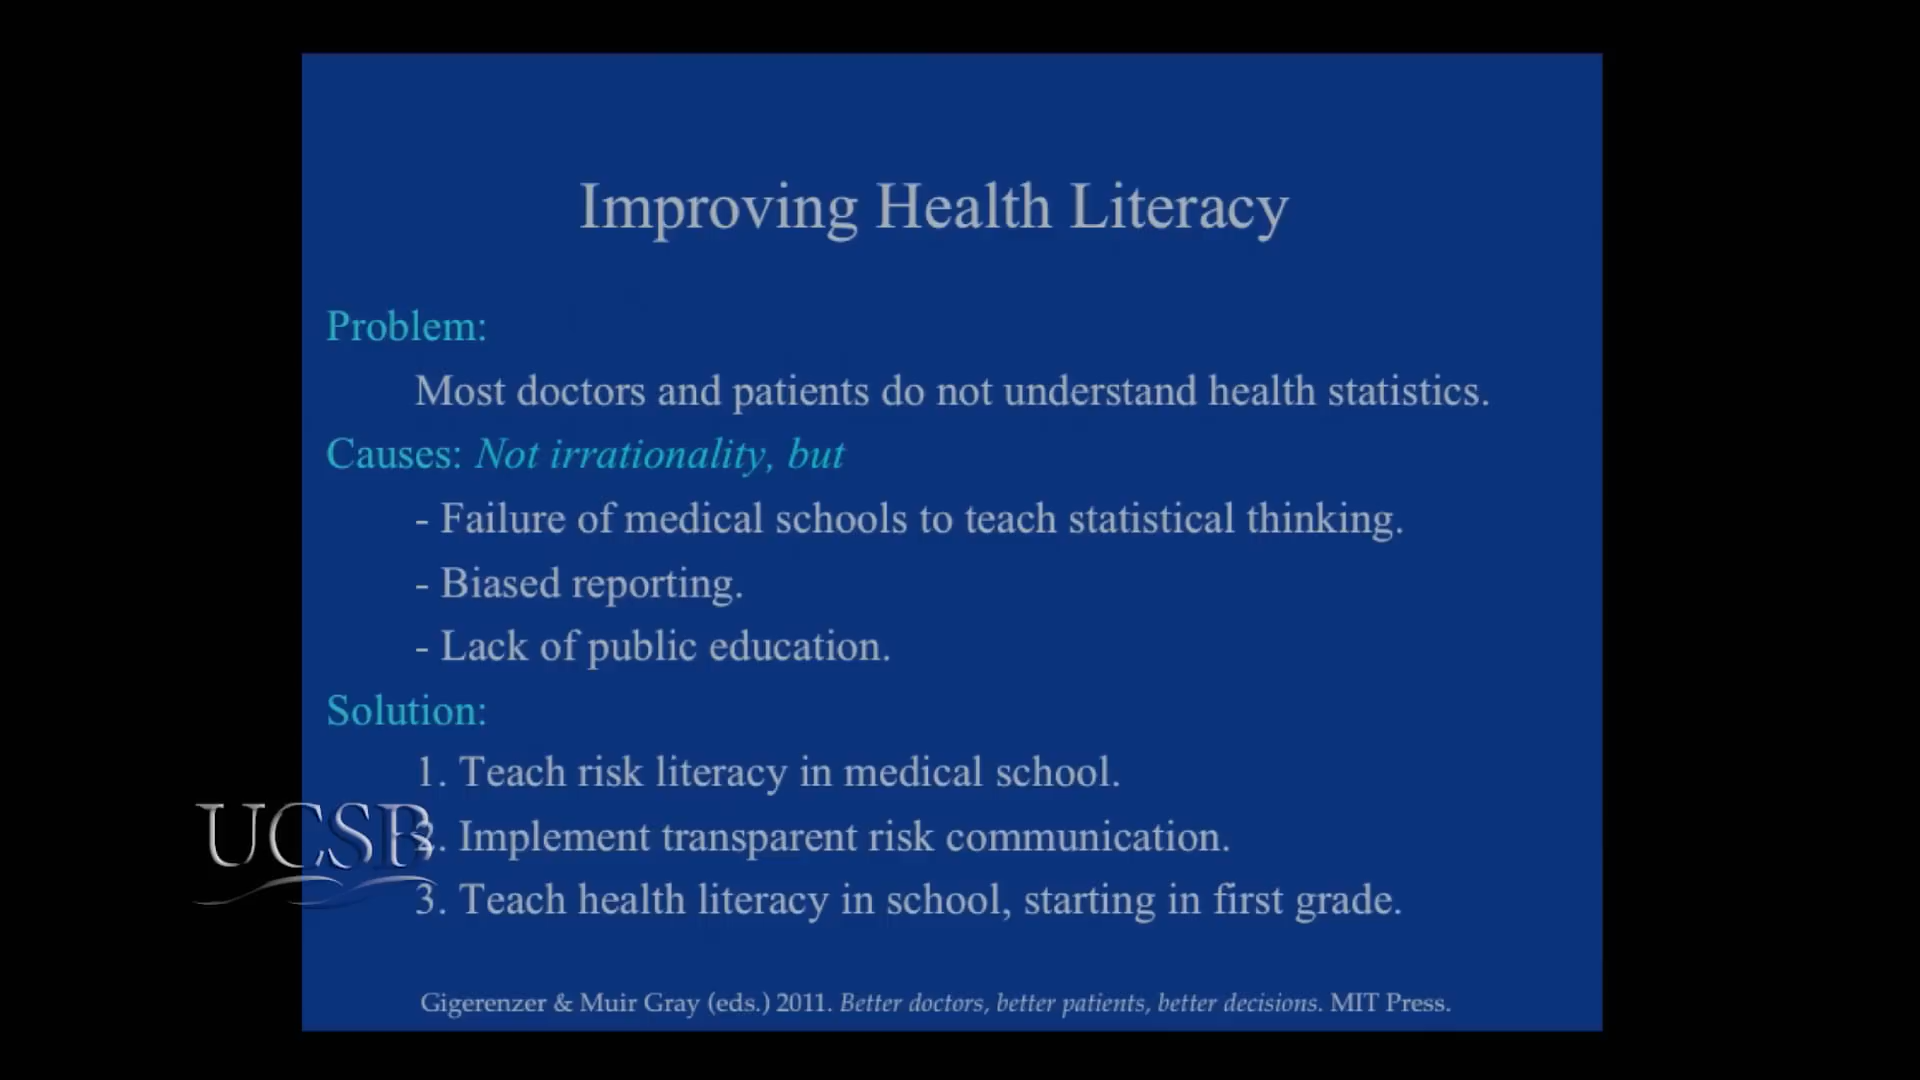 Improving Health Literacy
Problem:
Most doctors and patients do not understand health statistics.
Causes: Not irrationality, but
- Failure of medical schools to teach statistical thinking.
- Biased reporting.
- Lack of public education.
Solution:
1. Teach risk literacy in medical school.
UCSB
2. Implement transparent risk communication.
3. Teach health literacy in school, starting in first grade.
Gigerenzer & Muir Gray (eds.) 2011. Better doctors, better patients, better decisions. MIT Press.